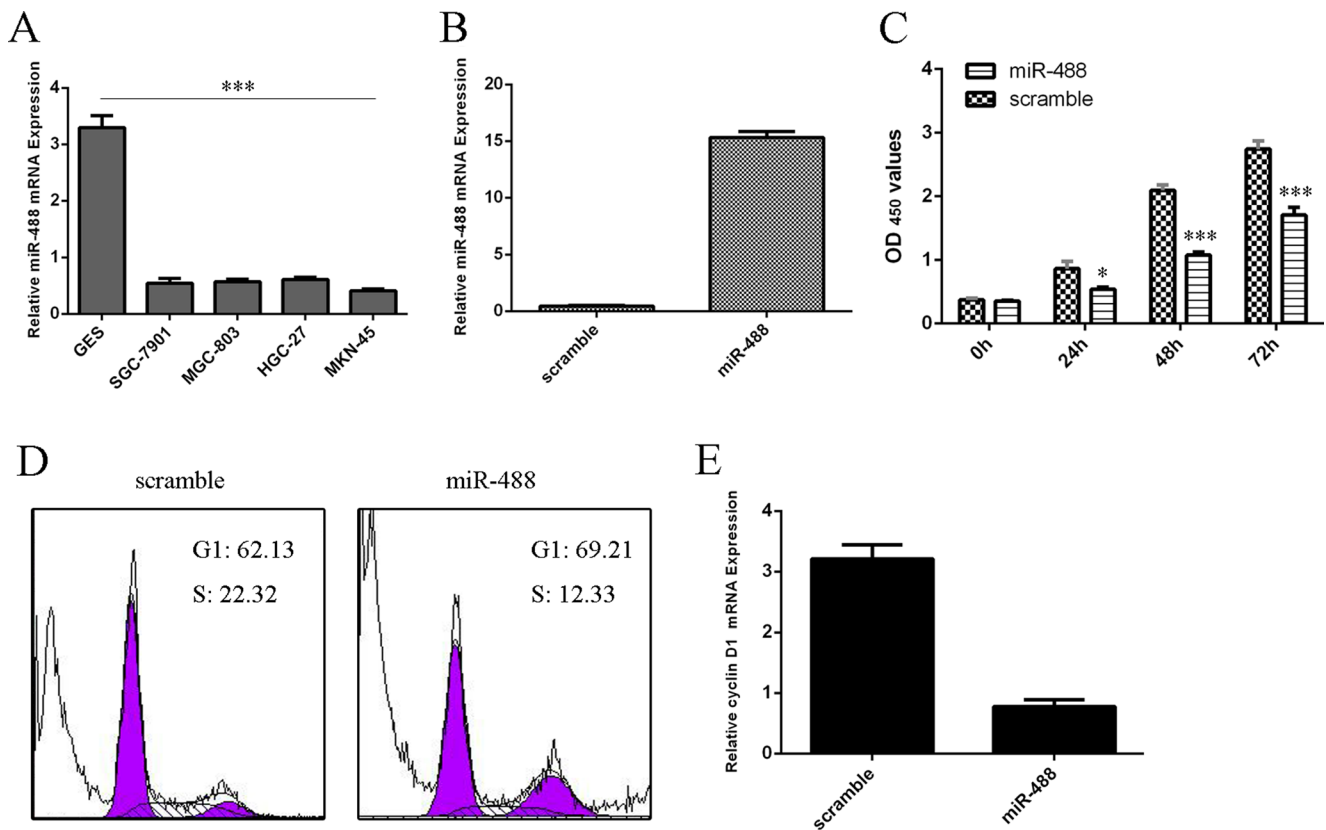 A
Relative miR-488 mRNA Expression
4
3
2
1
0
***
GES
SGC-7901
MGC-803
HGC-27
MKN-45
B
Relative miR-488 mRNA Expression
20
15
10
5
0
scramble
miR-488
C
OD 450 values
4
3
2
1
0
miR-488
scramble
*
***
***
0h
24h
48h
72h
D
scramble
G1: 62.13
S: 22.32
miR-488
G1: 69.21
S: 12.33
E
Relative cyclin D1 mRNA Expression
4
3
2
1
0
scramble
miR-488